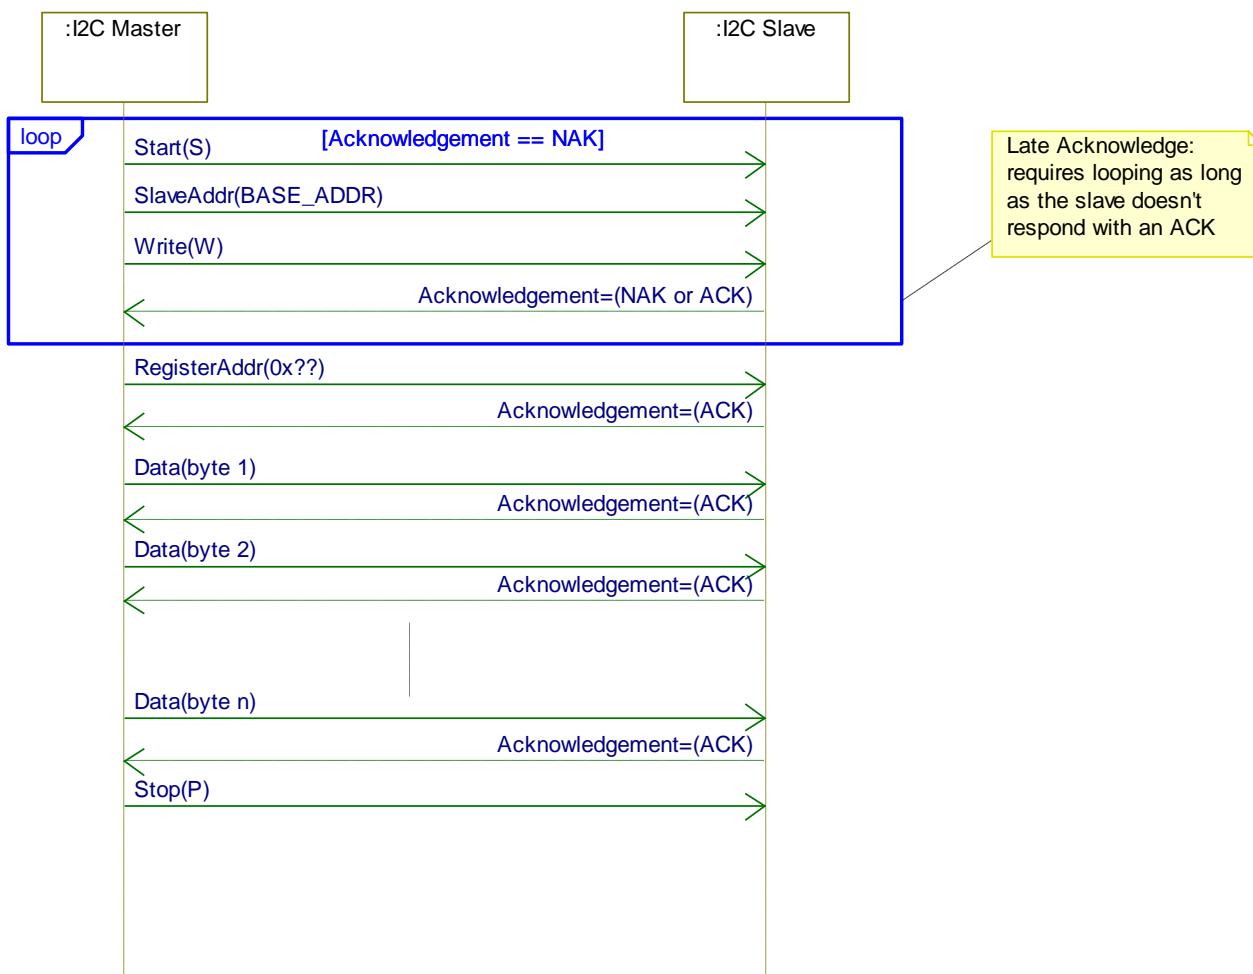 :I2C Master
:I2C Slave
loop
[Acknowledgement == NAK]
Start(S)
SlaveAddr(BASE_ADDR)
Write(W)
Acknowledgement=(NAK or ACK)
Late Acknowledge:
requires looping as long
as the slave doesn't
respond with an ACK
RegisterAddr(0x??)
Acknowledgement=(ACK)
Data(byte 1)
Acknowledgement=(ACK)
Data(byte 2)
Acknowledgement=(ACK)
Data(byte n)
Acknowledgement=(ACK)
Stop(P)